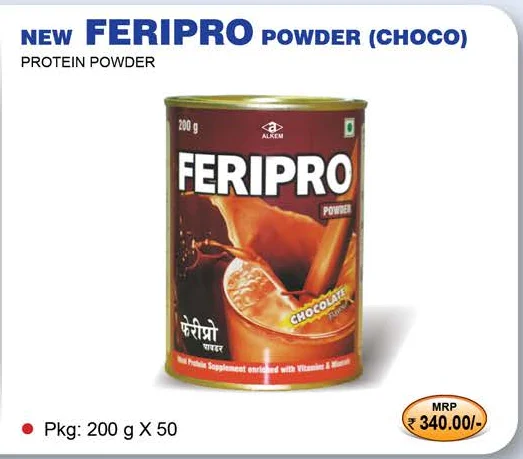 NEW FERIPRO POWDER (CHOCO)
PROTEIN POWDER
200 g
ALKEM
FERIPRO
POWDER
CHOCOLATE
Flavour
फेरीप्रो
पावडर
Protein Supplement enriched with Vitamins & Minerals
Pkg: 200 g X 50
MRP
₹ 340.00/-